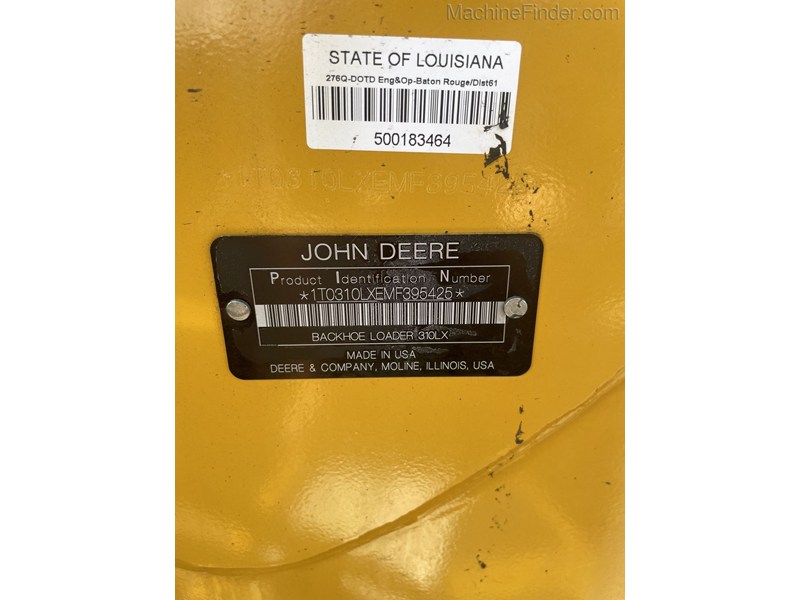 MachineFinder.com
STATE OF LOUISIANA
276Q-DOTD Eng&Op-Baton Rouge/Dist61
500183464
JOHN DEERE
Product Identification Number
*1T0310LXEMF395425*
BACKHOE LOADER 310LX
MADE IN USA
DEERE & COMPANY, MOLINE, ILLINOIS, USA